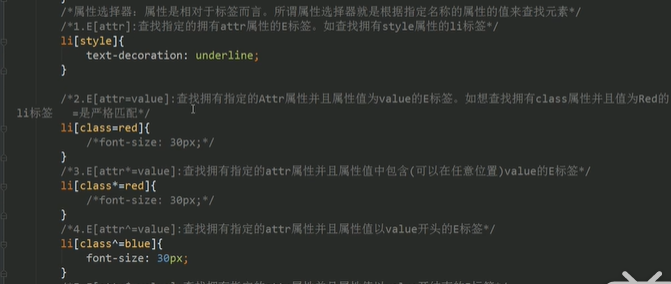 /*属性选择器：属性是相对于标签而言。所谓属性选择器就是根据指定名称的属性的值来查找元素*/
/*1.E[attr]:查找指定的拥有attr属性的E标签。如查找拥有style属性的li标签*/
li[style]{
text-decoration: underline;
}
/*2.E[attr=value]:查找拥有指定的Attr属性并且属性值为value的E标签。如想查找拥有class属性并且值为Red的
li标签 =是严格匹配*/
li[class=red]{
/*font-size: 30px;*/
}
/*3.E[attr*=value]:查找拥有指定的attr属性并且属性值中包含(可以在任意位置)value的E标签*/
li[class*=red]{
/*font-size: 30px;*/
}
/*4.E[attr^=value]:查找拥有指定的attr属性并且属性值以value开头的E标签*/
li[class^=blue]{
font-size: 30px;
}